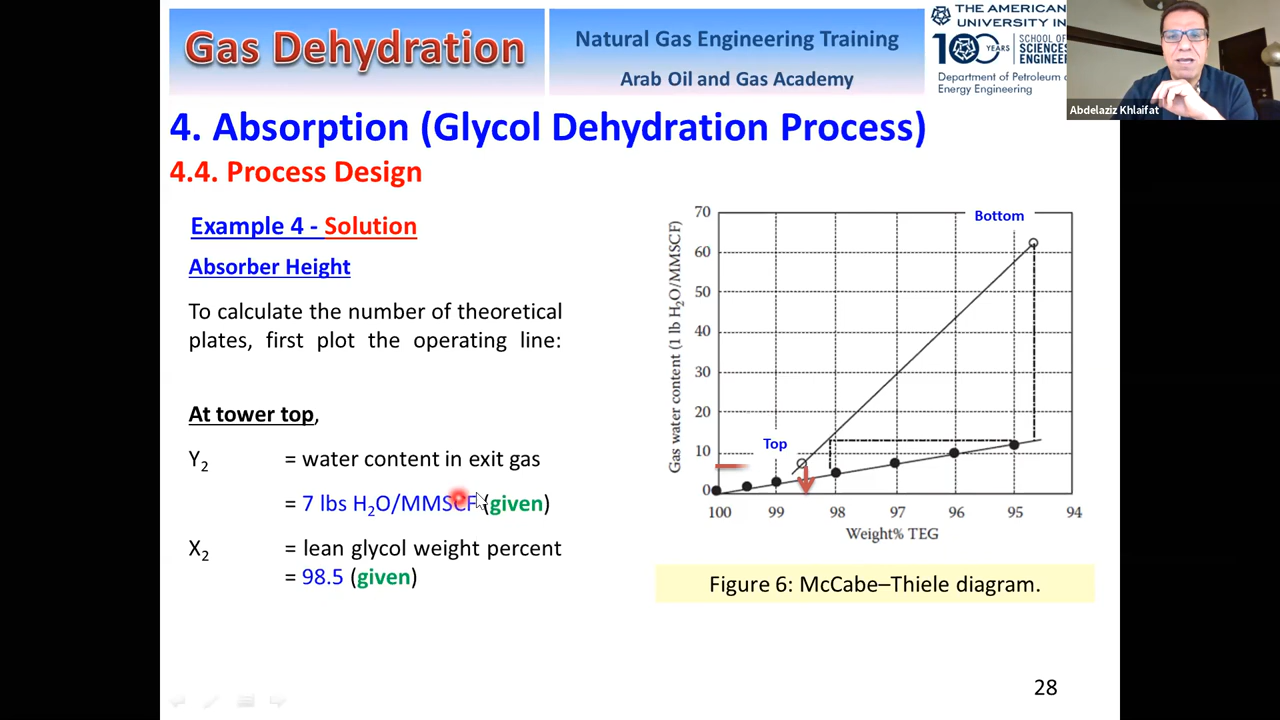 Gas Dehydration
Natural Gas Engineering Training
Arab Oil and Gas Academy
THE AMERICAN
UNIVERSITY IN
100 YEARS
SCHOOL OF
SCIENCES
ENGINEER
Department of Petroleum
Energy Engineering
Abdelaziz Khlaifat
4. Absorption (Glycol Dehydration Process)
4.4. Process Design
Example 4 - Solution
Absorber Height
To calculate the number of theoretical
plates, first plot the operating line:
At tower top,
Y2 = water content in exit gas
= 7 lbs H2O/MMSCF (given)
X2 = lean glycol weight percent
= 98.5 (given)
Gas water content (1 lb H2O/MMSCF)
70
60
50
40
30
20
10
0
Bottom
Top
100 99 98 97 96 95 94
Weight% TEG
Figure 6: McCabe–Thiele diagram.
28